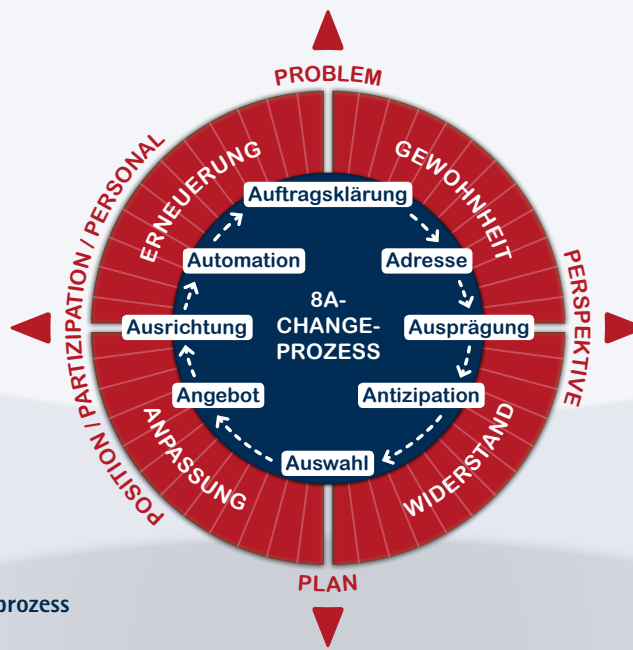 PROBLEM
ERNEUERUNG
GEWOHNHEIT
POSITION / PARTIZIPATION / PERSONAL
PERSPEKTIVE
Auftragsklärung
Automation
Adresse
8A-
CHANGE-
PROZESS
Ausrichtung
Ausprägung
Angebot
Antizipation
Auswahl
ANPASSUNG
WIDERSTAND
PLAN
prozess